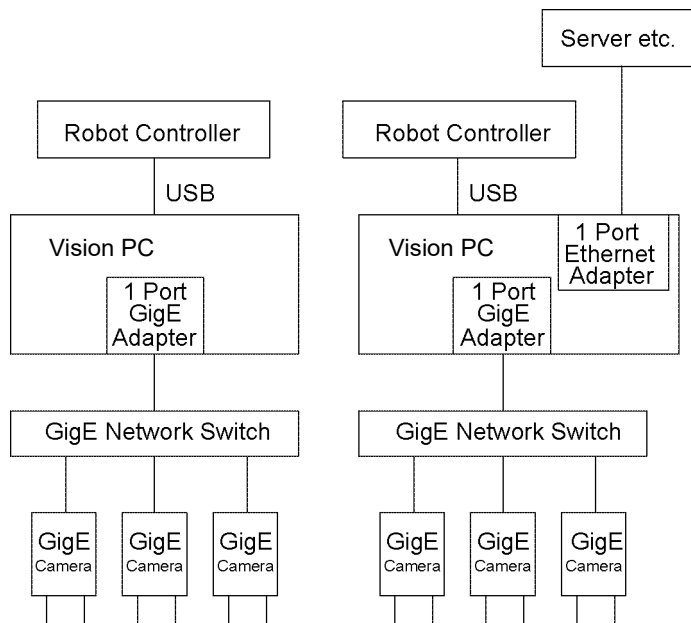 Server etc.
Robot Controller
Robot Controller
USB
USB
Vision PC
1 Port
GigE
Adapter
Vision PC
1 Port
Ethernet
Adapter
1 Port
GigE
Adapter
GigE Network Switch
GigE Network Switch
GigE
Camera
GigE
Camera
GigE
Camera
GigE
Camera
GigE
Camera
GigE
Camera